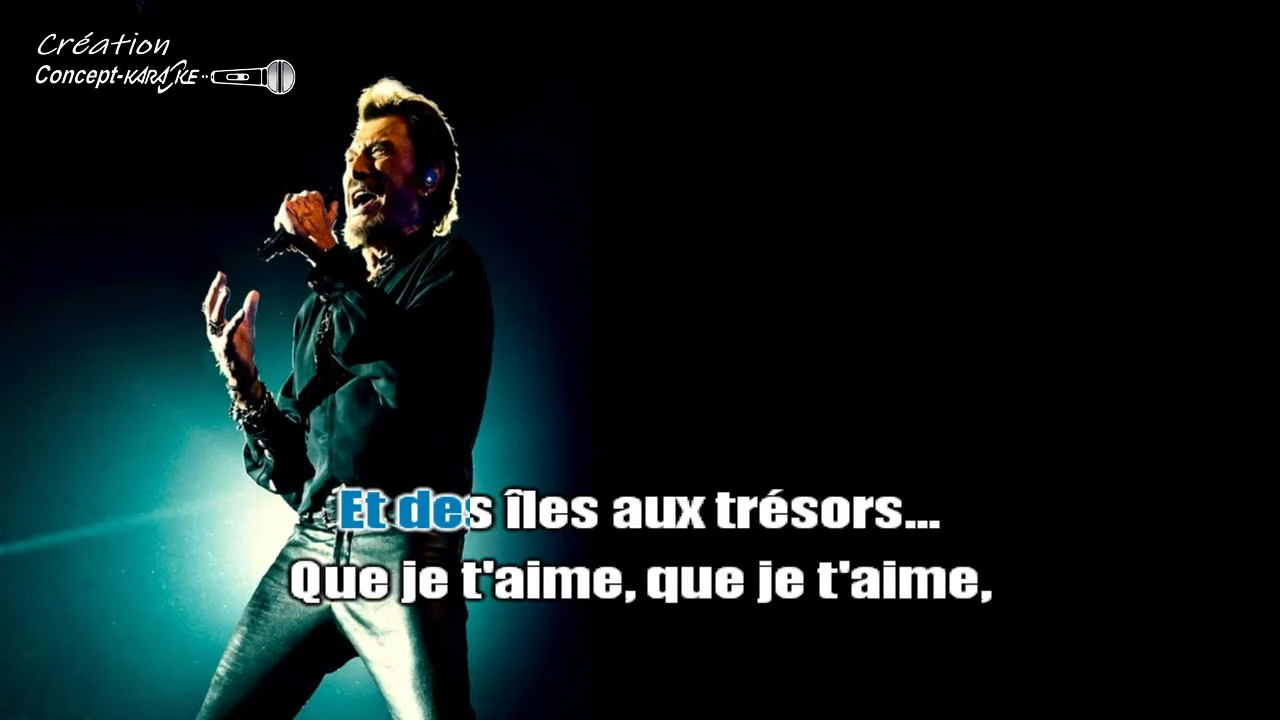 Création
Concept-KARAOKE
Et des îles aux trésors...
Que je t'aime, que je t'aime,